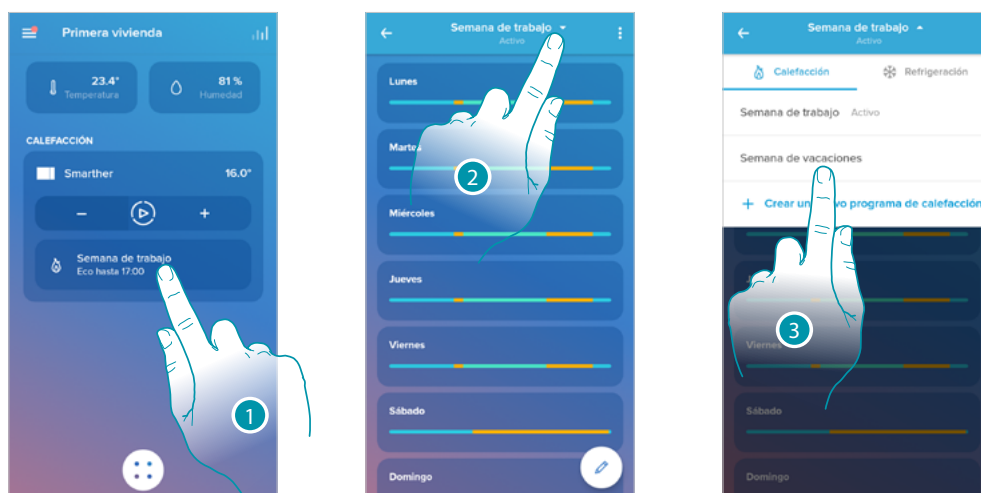 Primera vivienda
23.4°
Temperatura
81 %
Humedad
CALEFACCIÓN
Smarther
16.0°
Semana de trabajo
Eco hasta 17:00
1
Semana de trabajo
Activo
Lunes
Martes
2
Miércoles
Jueves
Viernes
Sábado
Domingo
Semana de trabajo
Activo
Calefacción
Refrigeración
Semana de trabajo Activo
Semana de vacaciones
+ Crear un vo programa de calefacción
3
Viernes
Sábado
Domingo